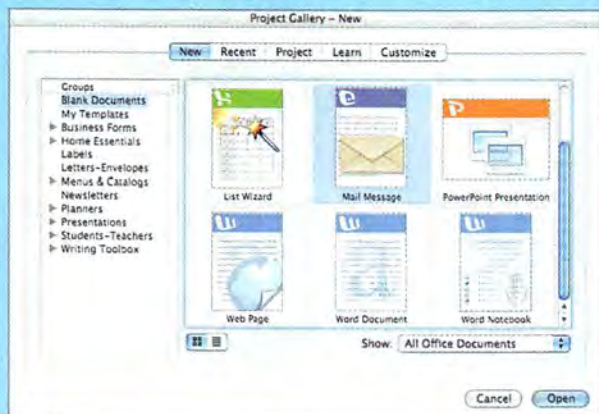 Project Gallery – New
New Recent Project Learn Customize
Groups
Blank Documents
My Templates
Business Forms
Home Essentials
Labels
Letters-Envelopes
Menus & Catalogs
Newsletters
Planners
Presentations
Students-Teachers
Writing Toolbox
List Wizard
Mail Message
PowerPoint Presentation
Web Page
Word Document
Word Notebook
Show: All Office Documents
Cancel Open